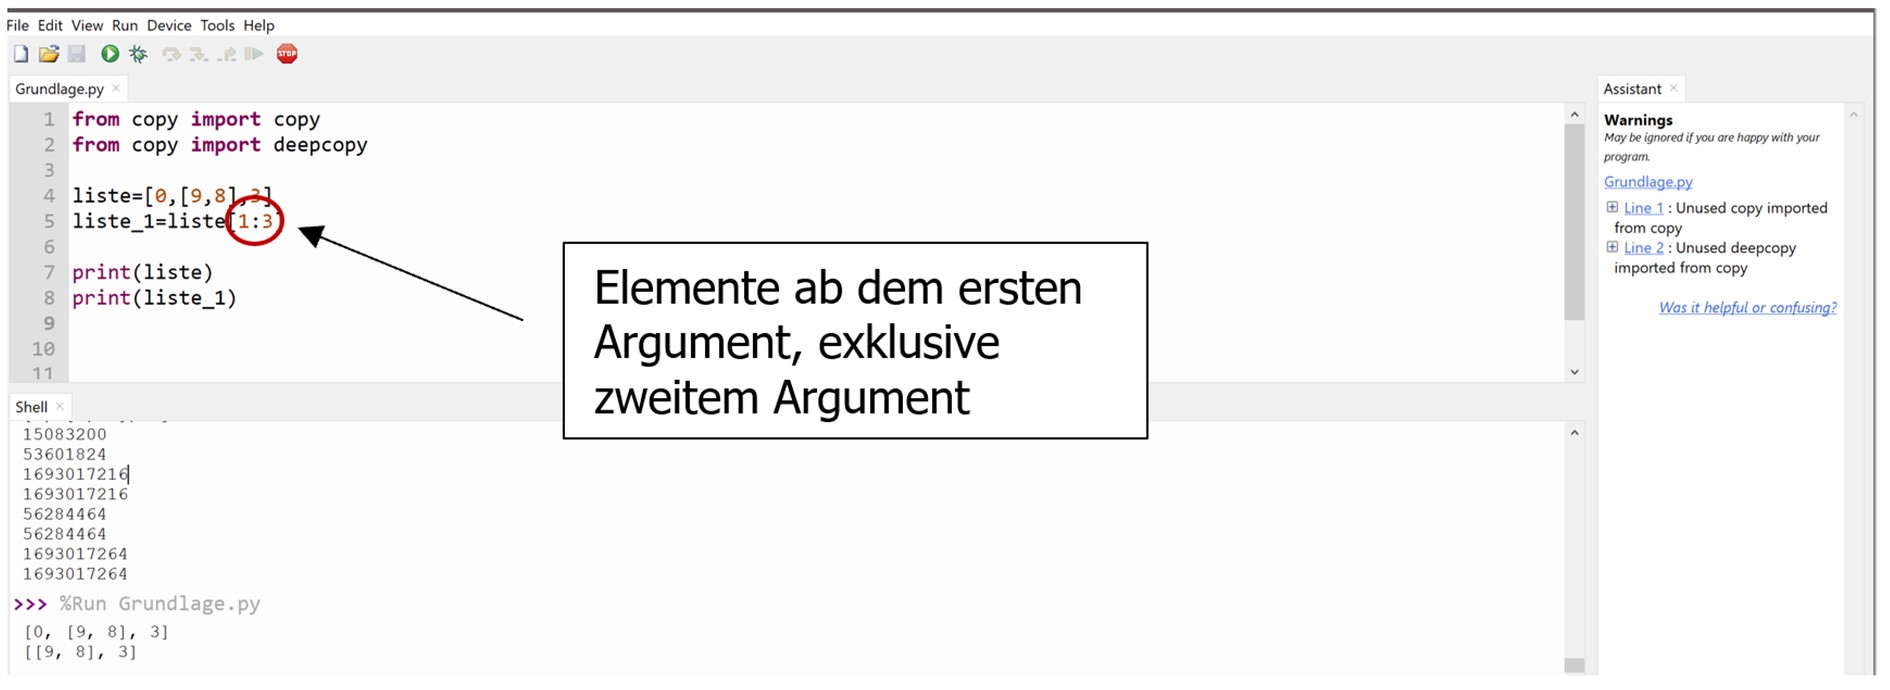 File Edit View Run Device Tools Help
STOP
Grundlage.py ×
1 from copy import copy
2 from copy import deepcopy
3
4 liste=[0,[9,8],3]
5 liste_1=liste[1:3]
6
7 print(liste)
8 print(liste_1)
9
10
11
Elemente ab dem ersten
Argument, exklusive
zweitem Argument
Shell ×
15083200
53601824
1693017216
1693017216
56284464
56284464
1693017264
1693017264
>>> %Run Grundlage.py
[0, [9, 8], 3]
[[9, 8], 3]
Assistant ×
Warnings
May be ignored if you are happy with your
program.
Grundlage.py
Line 1 : Unused copy imported
from copy
Line 2 : Unused deepcopy
imported from copy
Was it helpful or confusing?